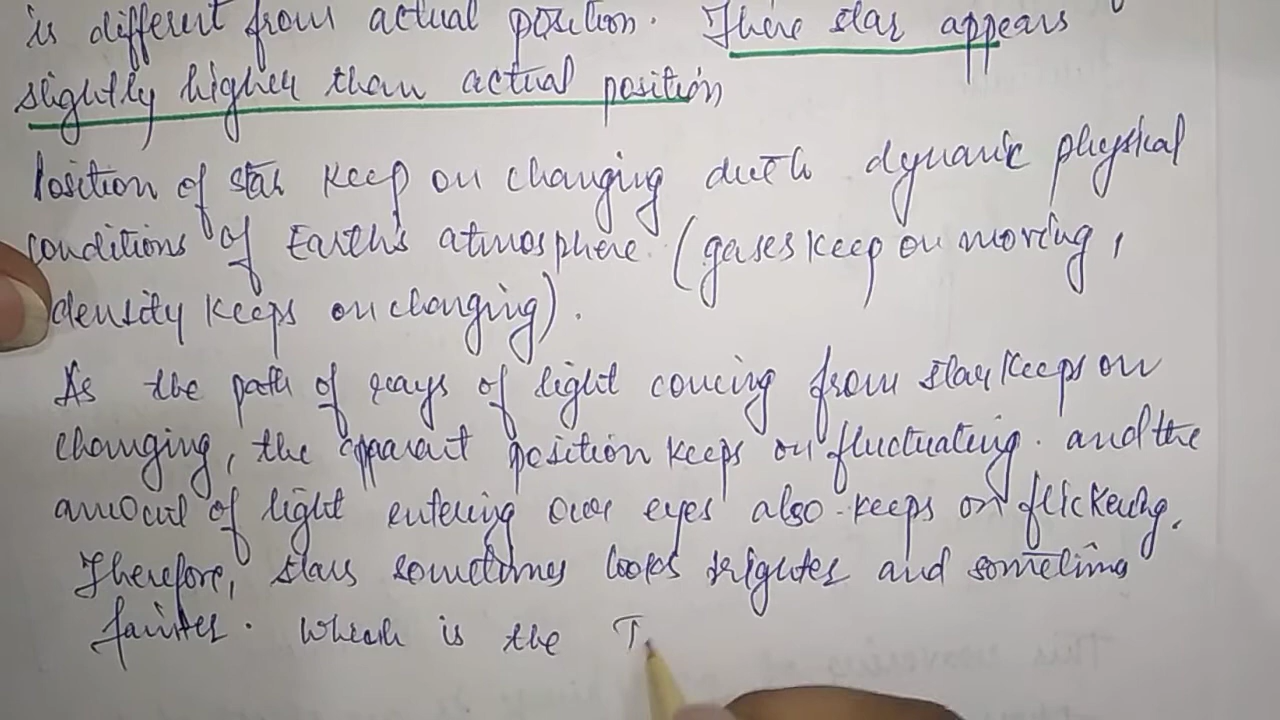 is different from actual position. There star appears
slightly higher than actual position
Position of star keep on changing due to dynamic physical
conditions of Earth's atmosphere (gases keep on moving,
density keeps on changing).
As the path of rays of light coming from star keeps on
changing, the apparant position keeps on fluctuating. and the
amount of light entering our eyes also keeps on flickering.
Therefore, stars sometimes looks brighter and sometime
fainter. Which is the T